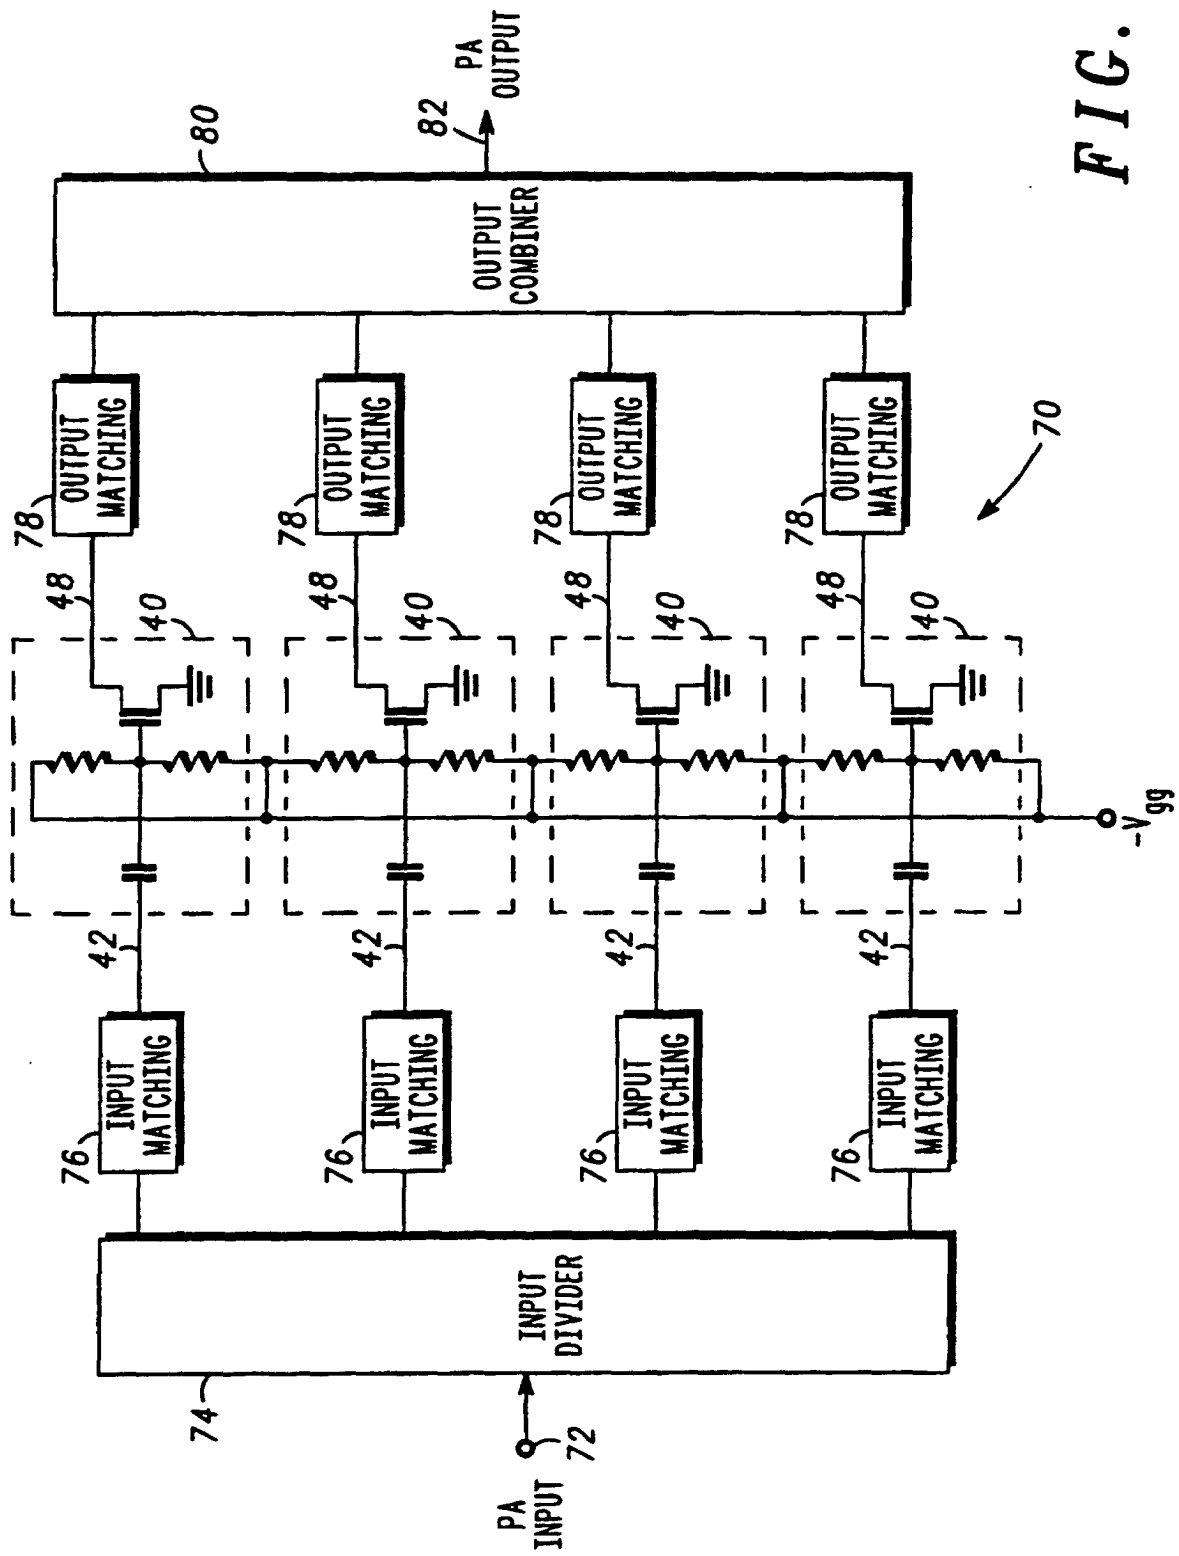 PA
INPUT
72
74
INPUT
DIVIDER
76
INPUT
MATCHING
76
INPUT
MATCHING
76
INPUT
MATCHING
76
INPUT
MATCHING
42
42
42
42
40
40
40
40
-Vgg
48
48
48
48
78
OUTPUT
MATCHING
78
OUTPUT
MATCHING
78
OUTPUT
MATCHING
78
OUTPUT
MATCHING
70
OUTPUT
COMBINER
80
82
PA
OUTPUT
FIG.